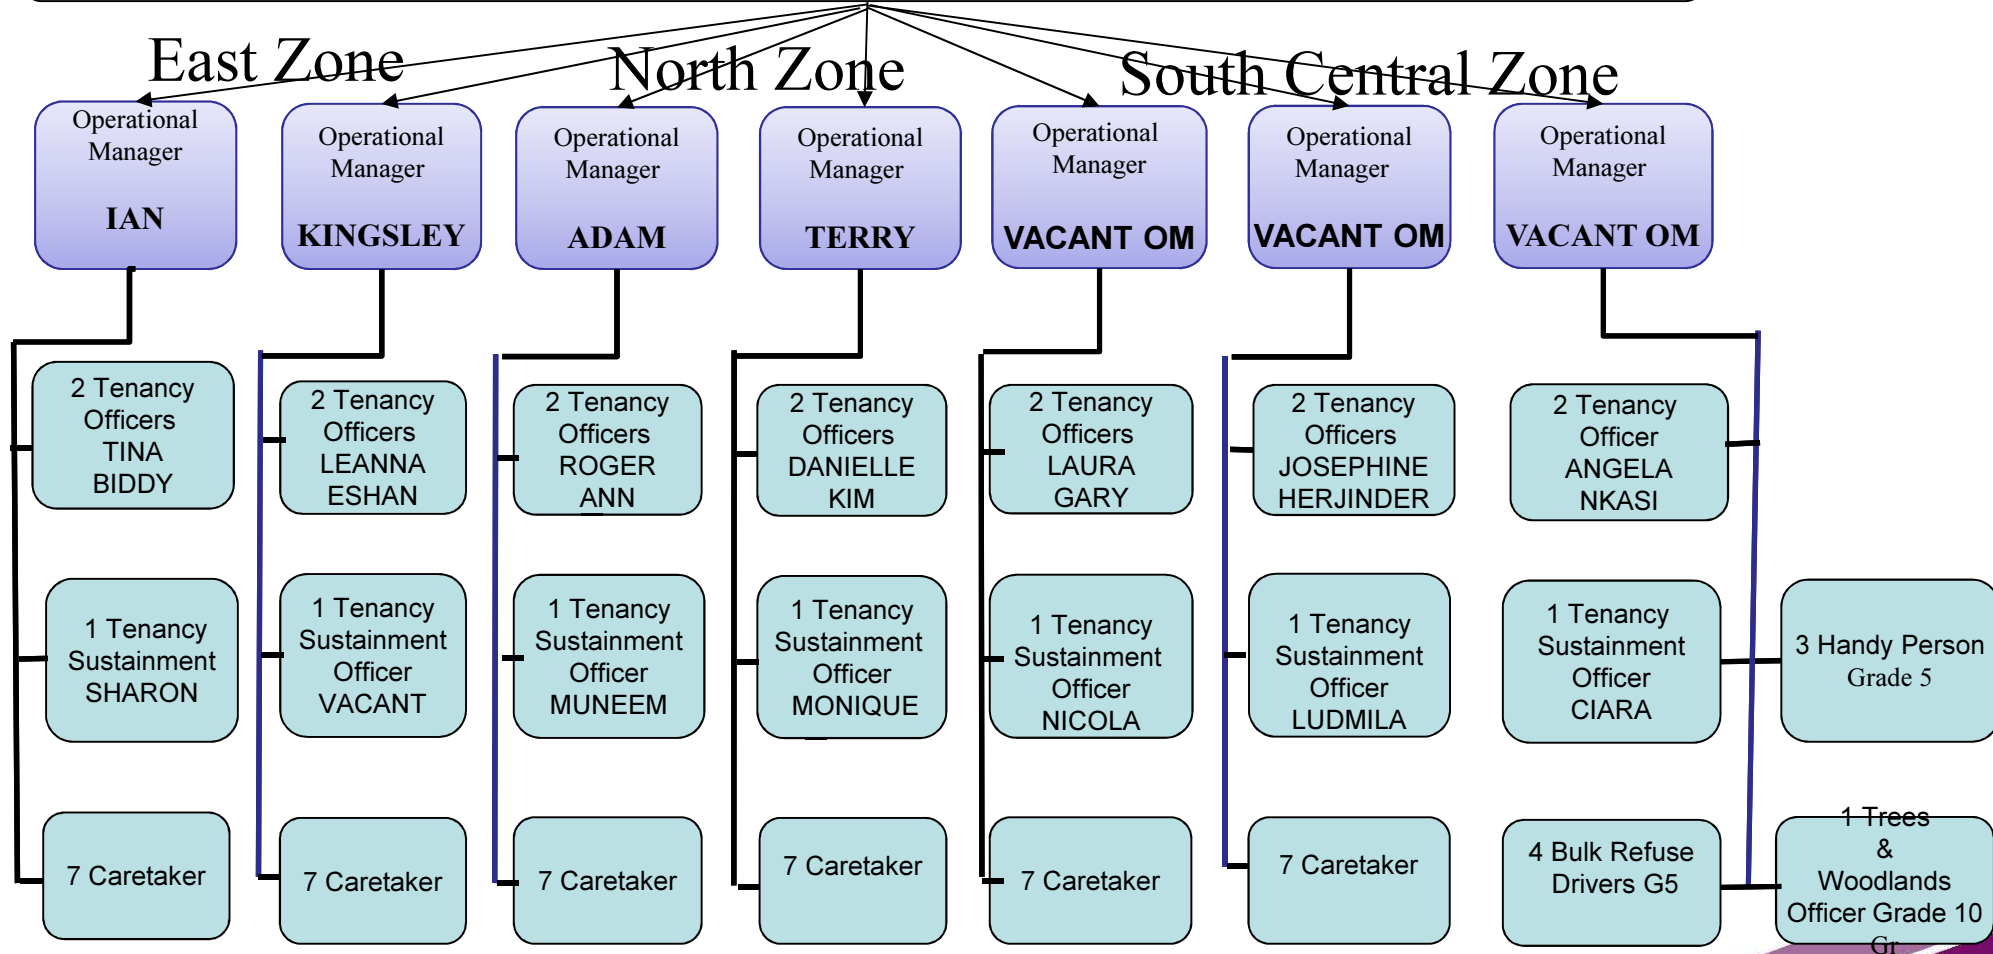 East Zone
North Zone
South Central Zone
Operational
Manager
IAN
Operational
Manager
KINGSLEY
Operational
Manager
ADAM
Operational
Manager
TERRY
Operational
Manager
VACANT OM
Operational
Manager
VACANT OM
Operational
Manager
VACANT OM
2 Tenancy
Officers
TINA
BIDDY
2 Tenancy
Officers
LEANNA
ESHAN
2 Tenancy
Officers
ROGER
ANN
2 Tenancy
Officers
DANIELLE
KIM
2 Tenancy
Officers
LAURA
GARY
2 Tenancy
Officers
JOSEPHINE
HERJINDER
2 Tenancy
Officer
ANGELA
NKASI
1 Tenancy
Sustainment
SHARON
1 Tenancy
Sustainment
Officer
VACANT
1 Tenancy
Sustainment
Officer
MUNEEM
1 Tenancy
Sustainment
Officer
MONIQUE
1 Tenancy
Sustainment
Officer
NICOLA
1 Tenancy
Sustainment
Officer
LUDMILA
1 Tenancy
Sustainment
Officer
CIARA
3 Handy Person
Grade 5
7 Caretaker
7 Caretaker
7 Caretaker
7 Caretaker
7 Caretaker
7 Caretaker
4 Bulk Refuse
Drivers G5
1 Trees
&
Woodlands
Officer Grade 10
Gr